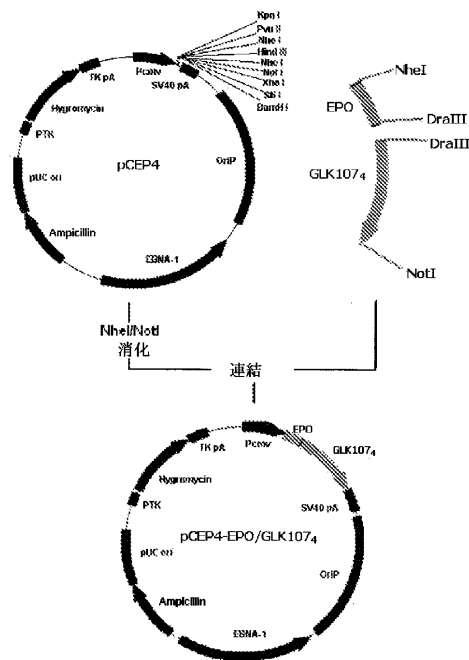 Kpn I
Pvu II
Nhe I
Hind III
Nhe I
Not I
Xho I
Sfi I
BamH I
TK pA
Pcmv
SV40 pA
Hygromycin
PTK
pCEP4
OriP
pUC ori
Ampicillin
EBNA-1
NheI
EPO
DraIII
DraIII
GLK107₄
NotI
NheI/NotI
消化
連結
TK pA
Pcmv
EPO
GLK107₄
Hygromycin
SV40 pA
PTK
pCEP4-EPO/GLK107₄
pUC ori
OriP
Ampicillin
EBNA-1